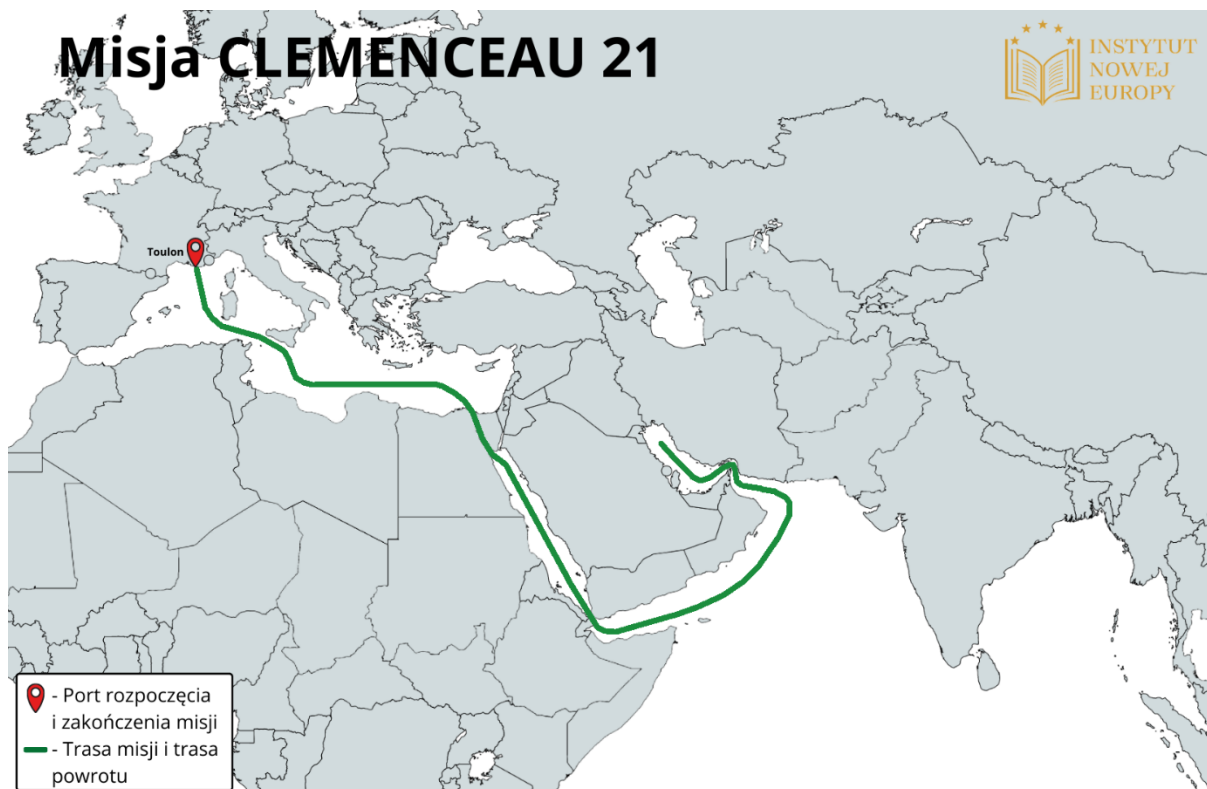 Misja CLEMENCEAU 21
INSTYTUT
NOWEJ
EUROPY
Toulon
- Port rozpoczęcia
i zakończenia misji
- Trasa misji i trasa
powrotu